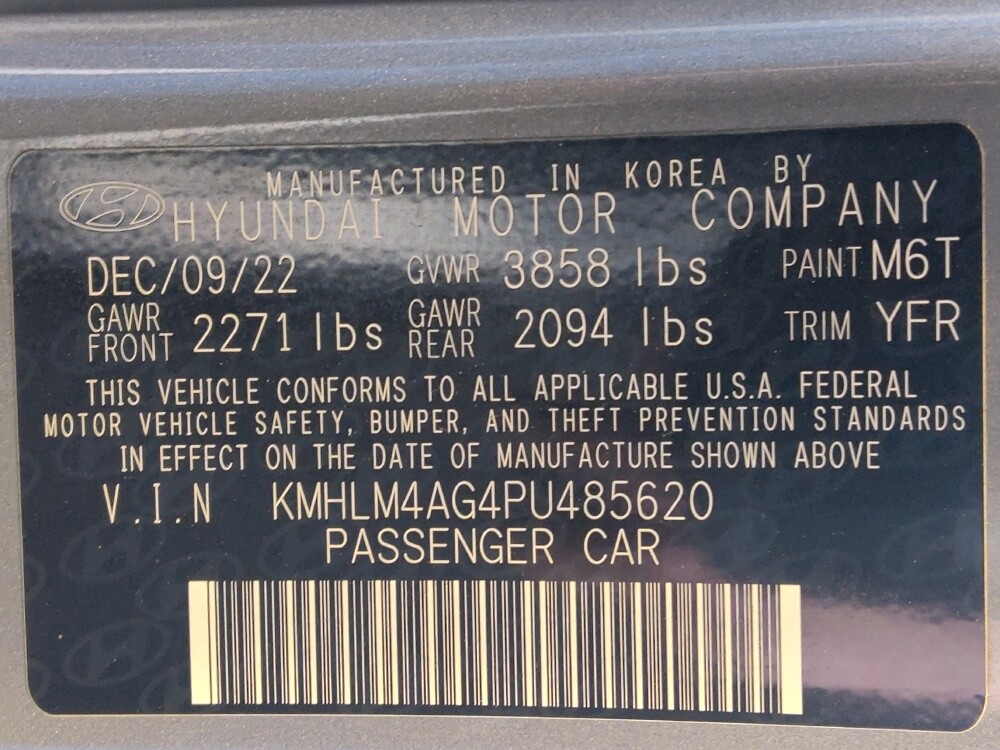 MANUFACTURED IN KOREA BY
HYUNDAI MOTOR COMPANY
DEC/09/22 GVWR 3858 lbs PAINT M6T
GAWR FRONT 2271 lbs GAWR REAR 2094 lbs TRIM YFR
THIS VEHICLE CONFORMS TO ALL APPLICABLE U.S.A. FEDERAL
MOTOR VEHICLE SAFETY, BUMPER, AND THEFT PREVENTION STANDARDS
IN EFFECT ON THE DATE OF MANUFACTURE SHOWN ABOVE
V.I.N KMHLM4AG4PU485620
PASSENGER CAR